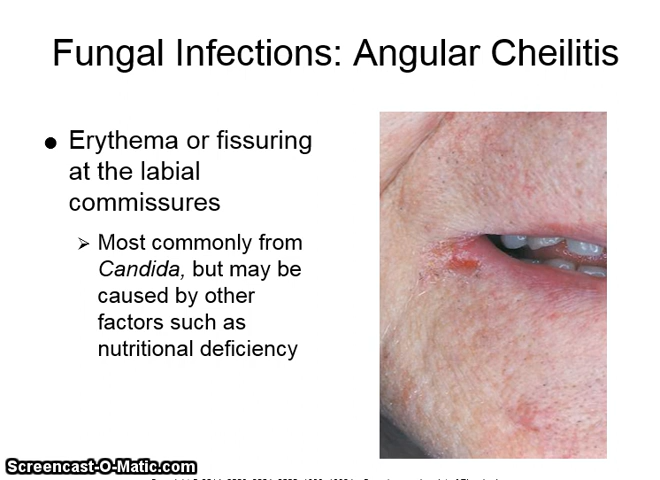 Fungal Infections: Angular Cheilitis
● Erythema or fissuring
at the labial
commissures
➢ Most commonly from
Candida, but may be
caused by other
factors such as
nutritional deficiency
Screencast-O-Matic.com